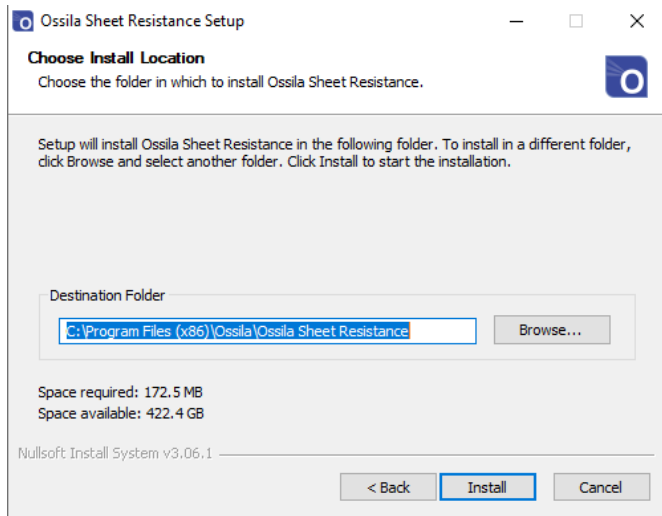 Ossila Sheet Resistance Setup
Choose Install Location
Choose the folder in which to install Ossila Sheet Resistance.
Setup will install Ossila Sheet Resistance in the following folder. To install in a different folder,
click Browse and select another folder. Click Install to start the installation.
Destination Folder
C:\Program Files (x86)\Ossila\Ossila Sheet Resistance
Browse...
Space required: 172.5 MB
Space available: 422.4 GB
Nullsoft Install System v3.06.1
< Back
Install
Cancel